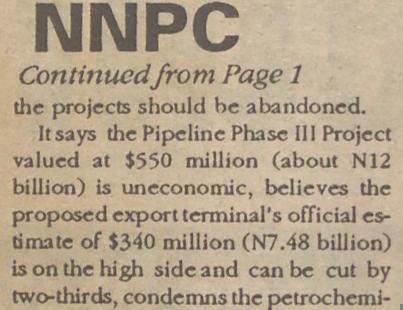 NNPC
Continued from Page 1
the projects should be abandoned.
It says the Pipeline Phase III Project
valued at $550 million (about N12
billion) is uneconomic, believes the
proposed export terminal's official es-
timate of $340 million (N7.48 billion)
is on the high side and can be cut by
two-thirds, condemns the petrochemi-